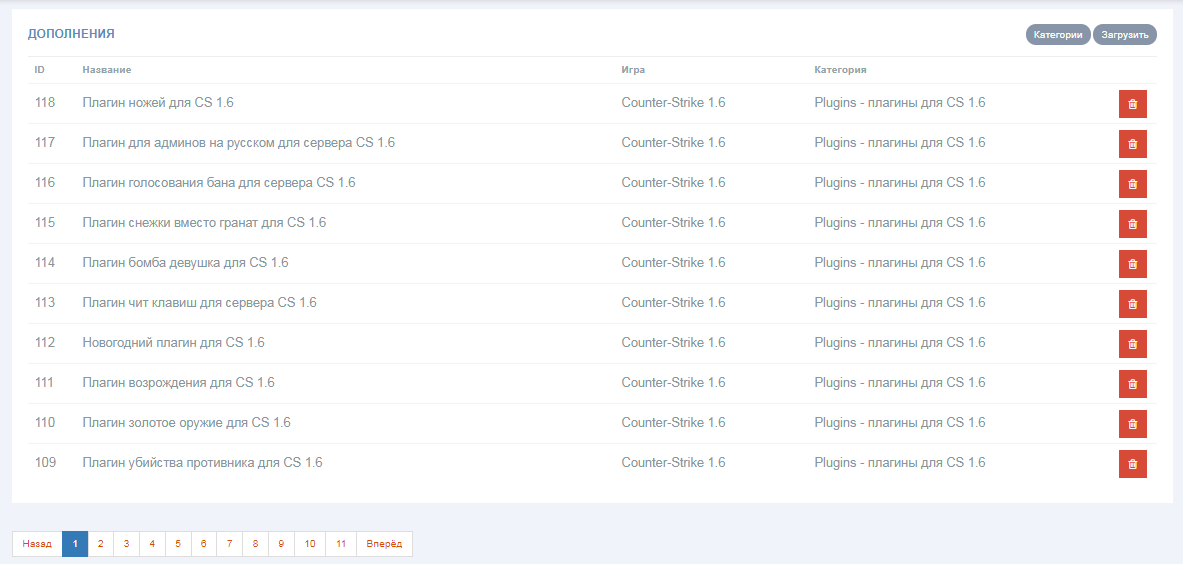 ДОПОЛНЕНИЯ Категории Загрузить
ID Название Игра Категория
118 Плагин ножей для CS 1.6 Counter-Strike 1.6 Plugins - плагины для CS 1.6
117 Плагин для админов на русском для сервера CS 1.6 Counter-Strike 1.6 Plugins - плагины для CS 1.6
116 Плагин голосования бана для сервера CS 1.6 Counter-Strike 1.6 Plugins - плагины для CS 1.6
115 Плагин снежки вместо гранат для CS 1.6 Counter-Strike 1.6 Plugins - плагины для CS 1.6
114 Плагин бомба девушка для CS 1.6 Counter-Strike 1.6 Plugins - плагины для CS 1.6
113 Плагин чит клавиш для сервера CS 1.6 Counter-Strike 1.6 Plugins - плагины для CS 1.6
112 Новогодний плагин для CS 1.6 Counter-Strike 1.6 Plugins - плагины для CS 1.6
111 Плагин возрождения для CS 1.6 Counter-Strike 1.6 Plugins - плагины для CS 1.6
110 Плагин золотое оружие для CS 1.6 Counter-Strike 1.6 Plugins - плагины для CS 1.6
109 Плагин убийства противника для CS 1.6 Counter-Strike 1.6 Plugins - плагины для CS 1.6
Назад 1 2 3 4 5 6 7 8 9 10 11 Вперёд